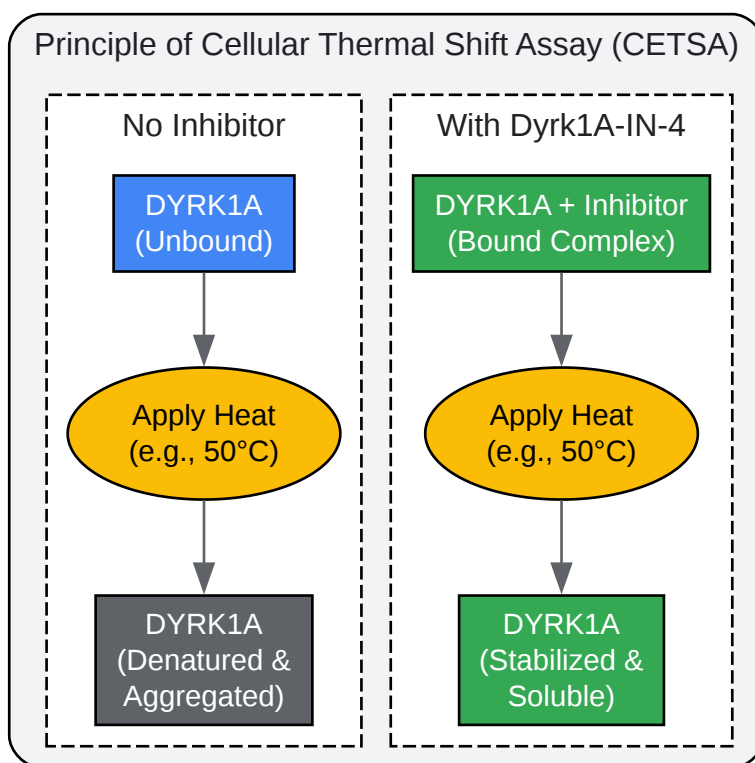 Principle of Cellular Thermal Shift Assay (CETSA)
No Inhibitor
DYRK1A
(Unbound)
Apply Heat
(e.g., 50°C)
DYRK1A
(Denatured &
Aggregated)
With Dyrk1A-IN-4
DYRK1A + Inhibitor
(Bound Complex)
Apply Heat
(e.g., 50°C)
DYRK1A
(Stabilized &
Soluble)